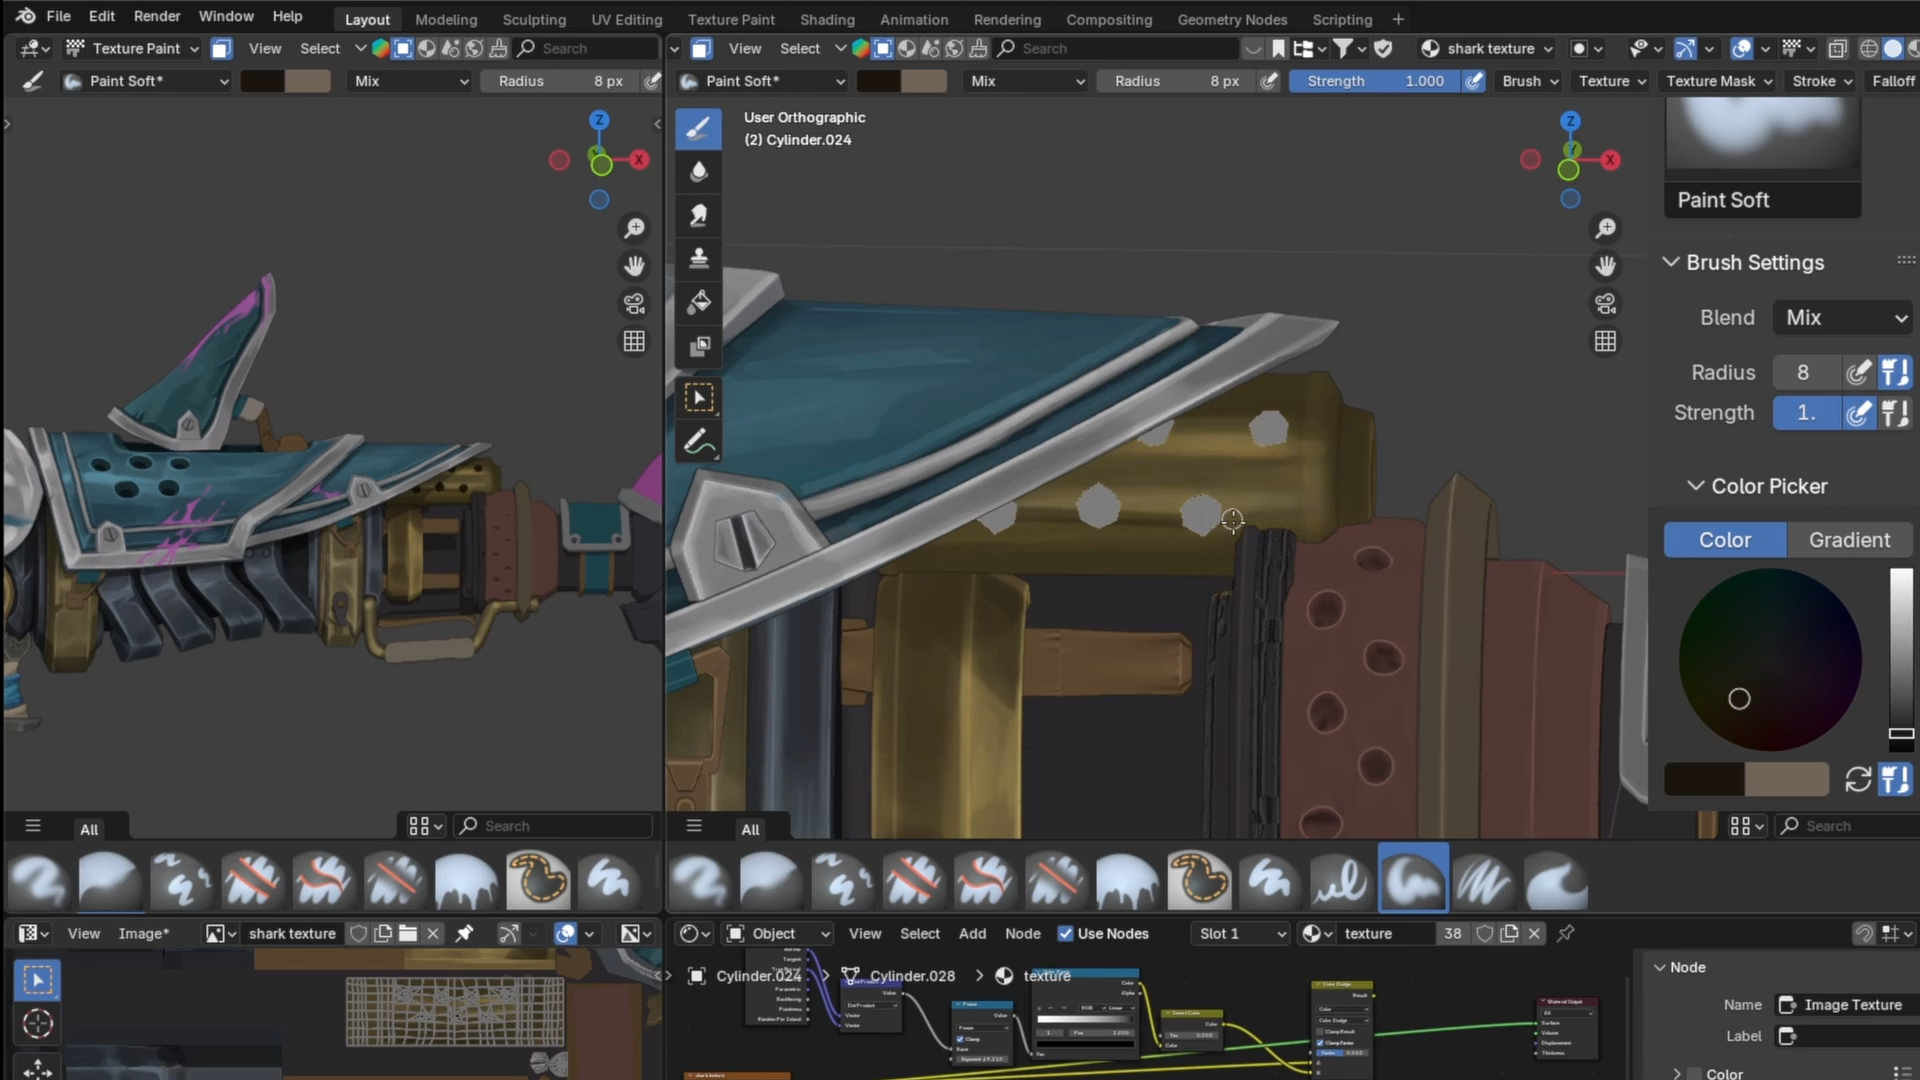 File Edit Render Window Help
Layout Modeling Sculpting UV Editing Texture Paint Shading Animation Rendering Compositing Geometry Nodes Scripting +
Texture Paint View Select Search
View Select Search shark texture
Paint Soft* Mix Radius 8 px
Paint Soft* Mix Radius 8 px Strength 1.000 Brush Texture Texture Mask Stroke Falloff
User Orthographic
(2) Cylinder.024
Z
X
Z
Y
X
Paint Soft
Brush Settings
Blend Mix
Radius 8
Strength 1.
Color Picker
Color Gradient
All Search
All Search
View Image* shark texture
Object View Select Add Node Use Nodes Slot 1 texture 38
Cylinder.024 > Cylinder.028 > texture
Node
Name Image Texture
Label
Color